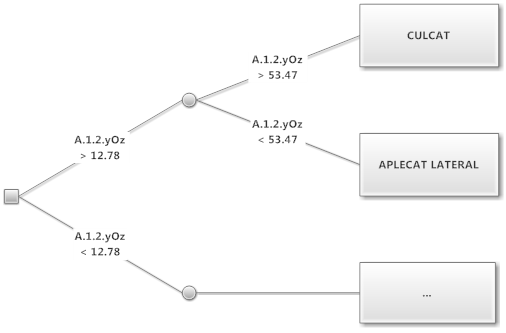 CULCAT
A.1.2.yOz
> 53.47
A.1.2.yOz
< 53.47
A.1.2.yOz
> 12.78
APLECAT LATERAL
A.1.2.yOz
< 12.78
...